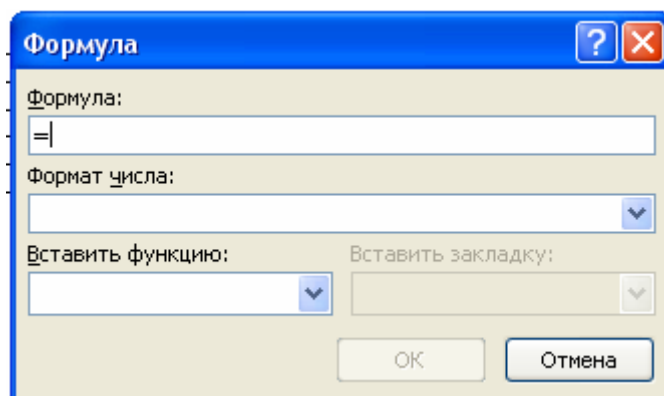 Формула
Формула:
=
Формат числа:
Вставить функцию: Вставить закладку:
ОК Отмена